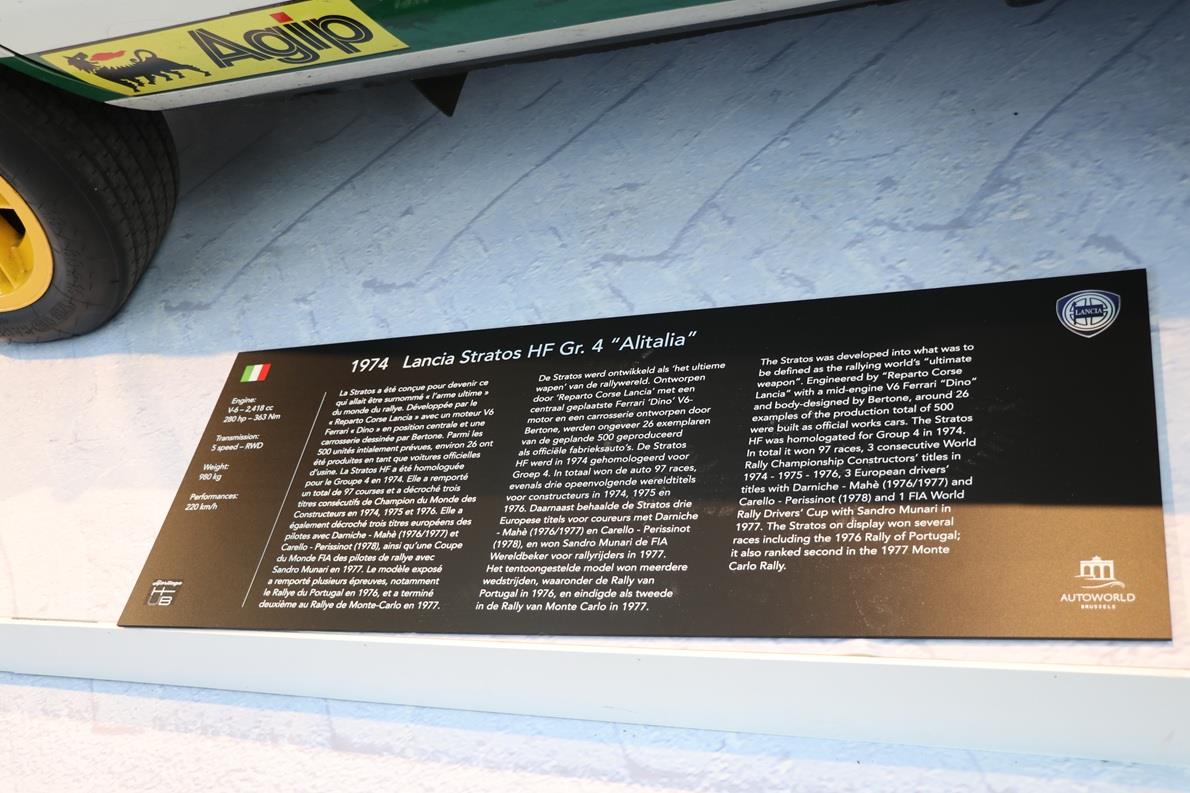 Agip
1974 Lancia Stratos HF Gr. 4 “Alitalia”
LANCIA
Engine:
V-6 – 2,418 cc
280 hp – 363 Nm
Transmission:
5 speed – RWD
Weight:
980 kg
Performances:
220 km/h
La Stratos a été conçue pour devenir ce
qui allait être surnommé « l’arme ultime »
du monde du rallye. Développée par le
« Reparto Corse Lancia » avec un moteur V6
Ferrari « Dino » en position centrale et une
carrosserie dessinée par Bertone. Parmi les
500 unités intialement prévues, environ 26 ont
été produites en tant que voitures officielles
d’usine. La Stratos HF a été homologuée
pour le Groupe 4 en 1974. Elle a remporté
un total de 97 courses et a décroché trois
titres consécutifs de Champion du Monde des
Constructeurs en 1974, 1975 et 1976. Elle a
également décroché trois titres européens des
pilotes avec Darniche - Mahè (1976/1977) et
Carello - Perissinot (1978), ainsi qu’une Coupe
du Monde FIA des pilotes de rallye avec
Sandro Munari en 1977. Le modèle exposé
a remporté plusieurs épreuves, notamment
le Rallye du Portugal en 1976, et a terminé
deuxième au Rallye de Monte-Carlo en 1977.
De Stratos werd ontwikkeld als ‘het ultieme
wapen’ van de rallywereld. Ontworpen
door ‘Reparto Corse Lancia’ met een
centraal geplaatste Ferrari ‘Dino’ V6-
motor en een carrosserie ontworpen door
Bertone, werden ongeveer 26 exemplaren
van de geplande 500 geproduceerd
als officiële fabrieksauto’s. De Stratos
HF werd in 1974 gehomologeerd voor
Groep 4. In totaal won de auto 97 races,
evenals drie opeenvolgende wereldtitels
voor constructeurs in 1974, 1975 en
1976. Daarnaast behaalde de Stratos drie
Europese titels voor coureurs met Darniche
- Mahè (1976/1977) en Carello - Perissinot
(1978), en won Sandro Munari de FIA
Wereldbeker voor rallyrijders in 1977.
Het tentoongestelde model won meerdere
wedstrijden, waaronder de Rally van
Portugal in 1976, en eindigde als tweede
in de Rally van Monte Carlo in 1977.
The Stratos was developed into what was to
be defined as the rallying world’s “ultimate
weapon”. Engineered by “Reparto Corse
Lancia” with a mid-engine V6 Ferrari “Dino”
and body-designed by Bertone, around 26
examples of the production total of 500
were built as official works cars. The Stratos
HF was homologated for Group 4 in 1974.
In total it won 97 races, 3 consecutive World
Rally Championship Constructors’ titles in
1974 - 1975 - 1976, 3 European drivers’
titles with Darniche - Mahè (1976/1977) and
Carello - Perissinot (1978) and 1 FIA World
Rally Drivers’ Cup with Sandro Munari in
1977. The Stratos on display won several
races including the 1976 Rally of Portugal;
it also ranked second in the 1977 Monte
Carlo Rally.
AUTOWORLD
BRUSSELS